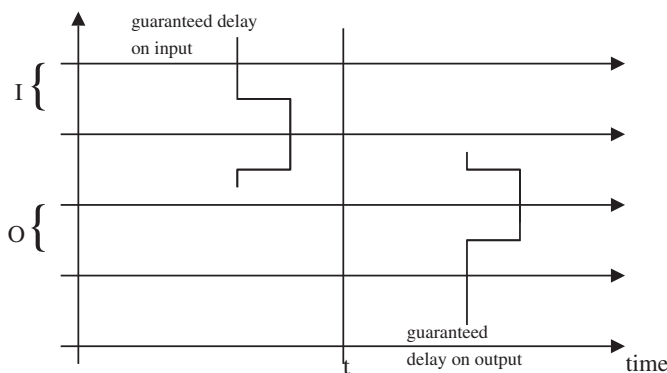 guaranteed delay
on input
I {
O {
guaranteed
delay on output
t
time